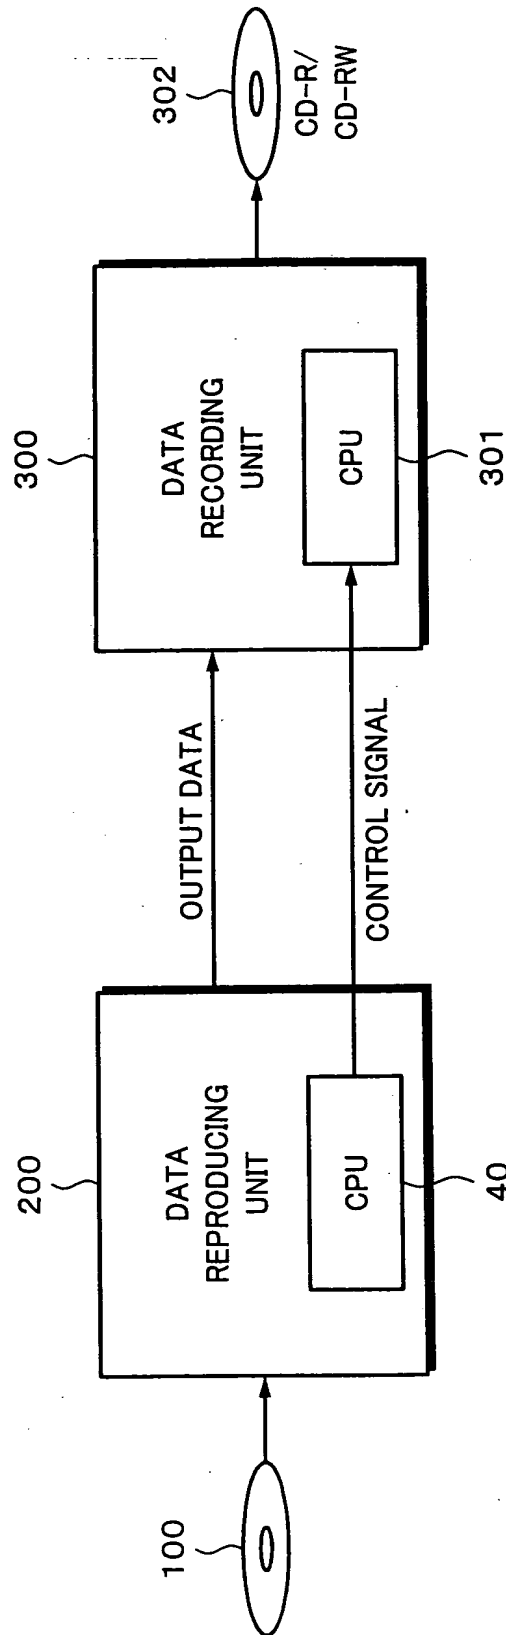 100
200
DATA
REPRODUCING
UNIT
CPU
40
OUTPUT DATA
CONTROL SIGNAL
300
DATA
RECORDING
UNIT
CPU
301
302
CD-R/
CD-RW